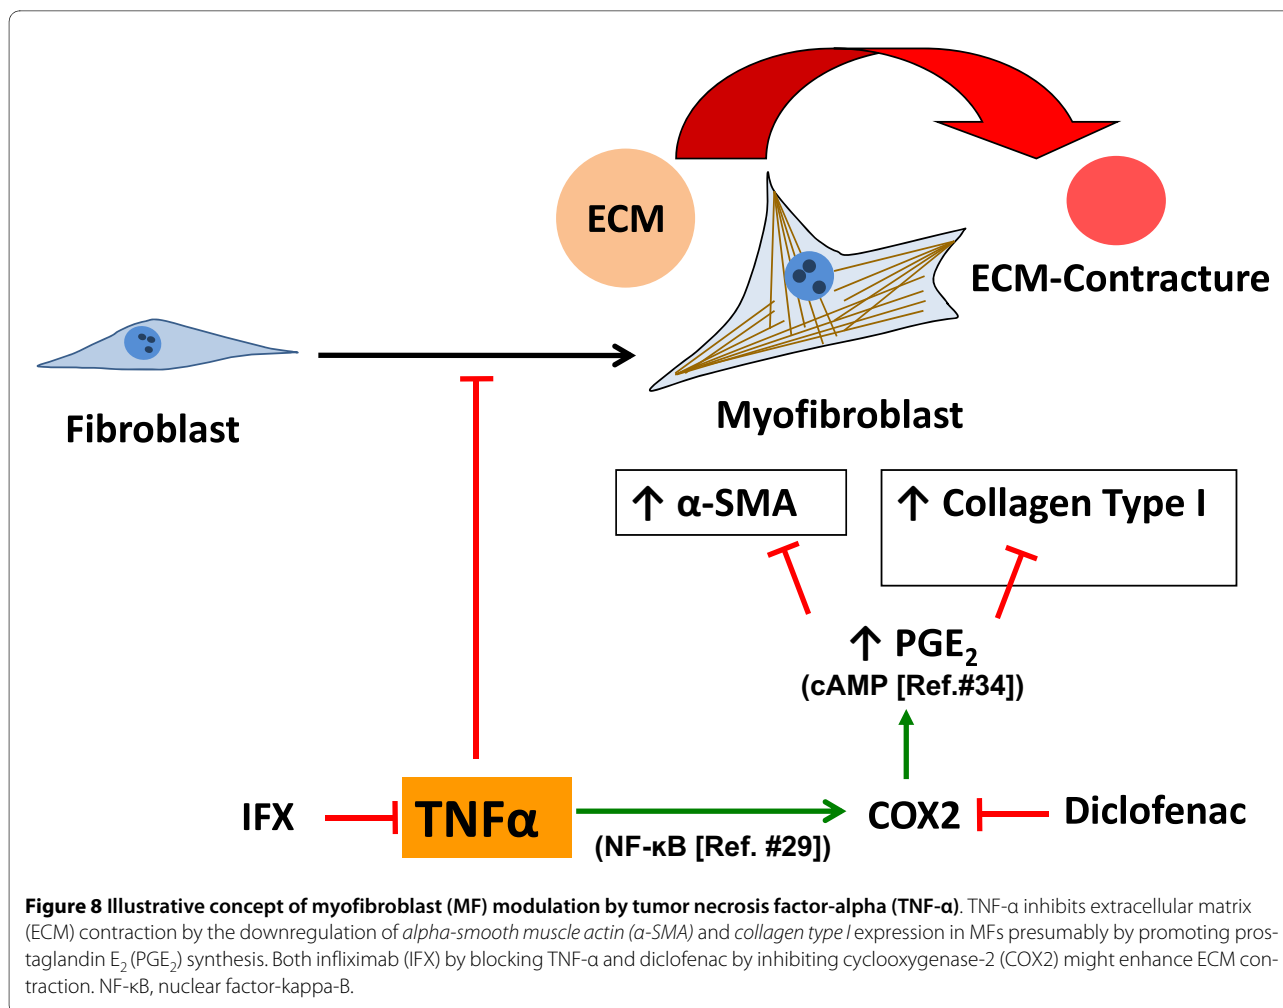 ECM
ECM-Contracture
Fibroblast
Myofibroblast
↑ α-SMA
↑ Collagen Type I
↑ PGE₂
(cAMP [Ref.#34])
IFX
TNFα
COX2
Diclofenac
(NF-κB [Ref. #29])
Figure 8 Illustrative concept of myofibroblast (MF) modulation by tumor necrosis factor-alpha (TNF-α). TNF-α inhibits extracellular matrix
(ECM) contraction by the downregulation of alpha-smooth muscle actin (α-SMA) and collagen type I expression in MFs presumably by promoting pros-
taglandin E₂ (PGE₂) synthesis. Both infliximab (IFX) by blocking TNF-α and diclofenac by inhibiting cyclooxygenase-2 (COX2) might enhance ECM con-
traction. NF-κB, nuclear factor-kappa-B.